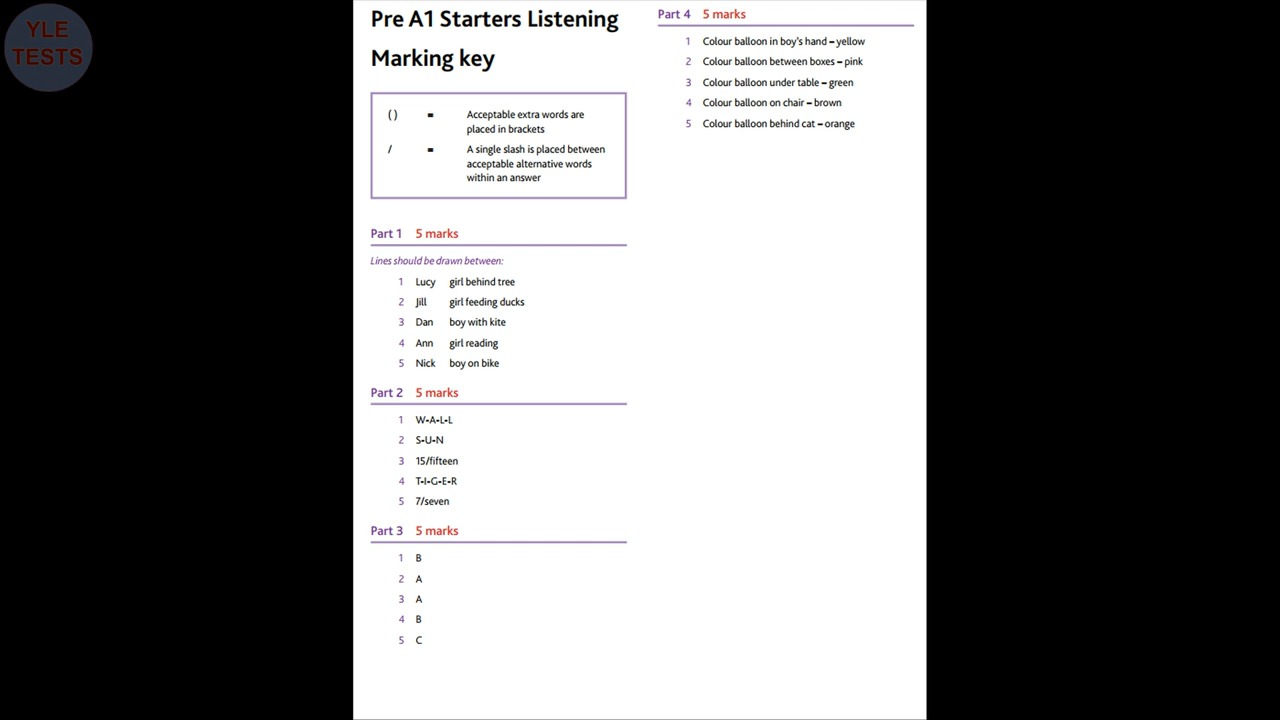 YLE
TESTS
Pre A1 Starters Listening
Marking key
( ) = Acceptable extra words are
placed in brackets
/ = A single slash is placed between
acceptable alternative words
within an answer
Part 1 5 marks
Lines should be drawn between:
1 Lucy girl behind tree
2 Jill girl feeding ducks
3 Dan boy with kite
4 Ann girl reading
5 Nick boy on bike
Part 2 5 marks
1 W-A-L-L
2 S-U-N
3 15/fifteen
4 T-I-G-E-R
5 7/seven
Part 3 5 marks
1 B
2 A
3 A
4 B
5 C
Part 4 5 marks
1 Colour balloon in boy's hand – yellow
2 Colour balloon between boxes – pink
3 Colour balloon under table – green
4 Colour balloon on chair – brown
5 Colour balloon behind cat – orange